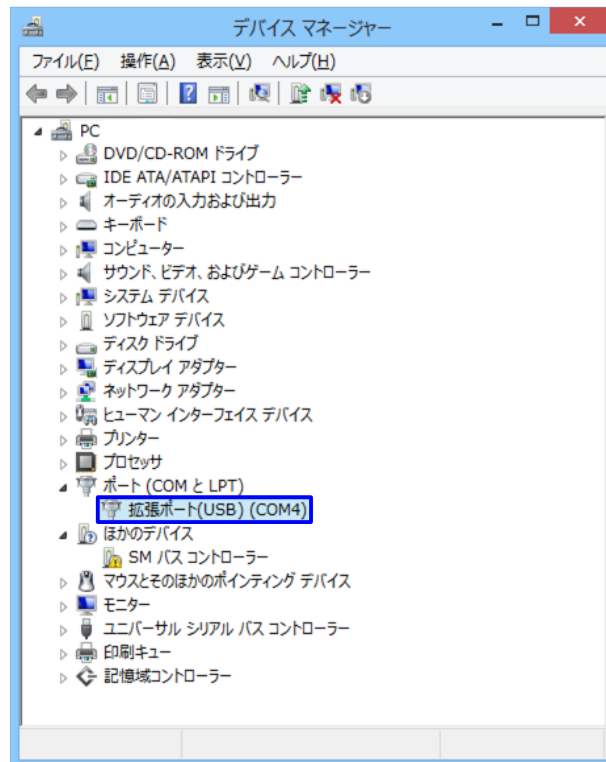 デバイス マネージャー
ファイル(F) 操作(A) 表示(V) ヘルプ(H)
PC
DVD/CD-ROM ドライブ
IDE ATA/ATAPI コントローラー
オーディオの入力および出力
キーボード
コンピューター
サウンド、ビデオ、およびゲーム コントローラー
システム デバイス
ソフトウェア デバイス
ディスク ドライブ
ディスプレイ アダプター
ネットワーク アダプター
ヒューマン インターフェイス デバイス
プリンター
プロセッサ
ポート (COM と LPT)
拡張ポート(USB) (COM4)
ほかのデバイス
SM バス コントローラー
マウスとそのほかのポインティング デバイス
モニター
ユニバーサル シリアル バス コントローラー
印刷キュー
記憶域コントローラー